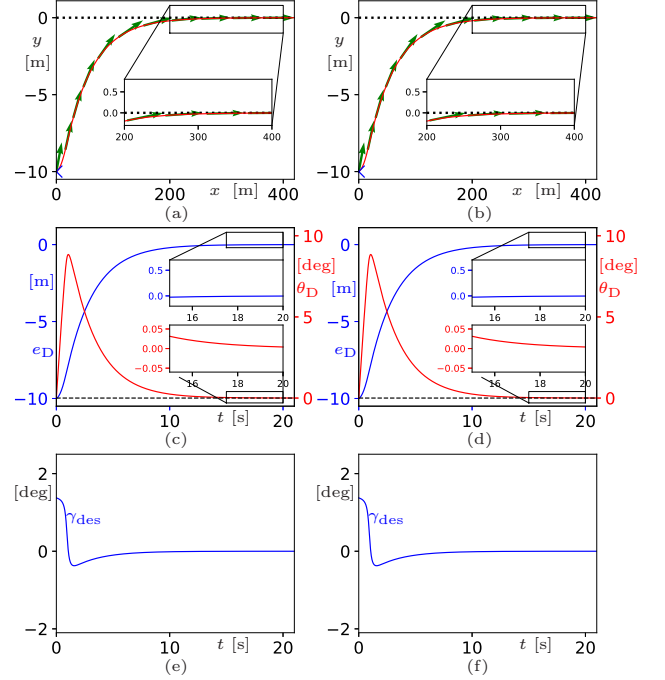 0
y
[m]
−5
−10
0.5
0.0
200
300
400
0
200
x [m]
400
(a)
0
y
[m]
−5
−10
0.5
0.0
200
300
400
0
200
x [m]
400
(b)
0
[m]
−5
e_D
−10
10
[deg]
θ_D
5
0
0.5
0.0
16
18
20
0.05
0.00
−0.05
16
18
20
0
10
t [s]
20
(c)
0
[m]
−5
e_D
−10
10
[deg]
θ_D
5
0
0.5
0.0
16
18
20
0.05
0.00
−0.05
16
18
20
0
10
t [s]
20
(d)
2
[deg]
γ_des
0
−2
0
10
t [s]
20
(e)
2
[deg]
γ_des
0
−2
0
10
t [s]
20
(f)